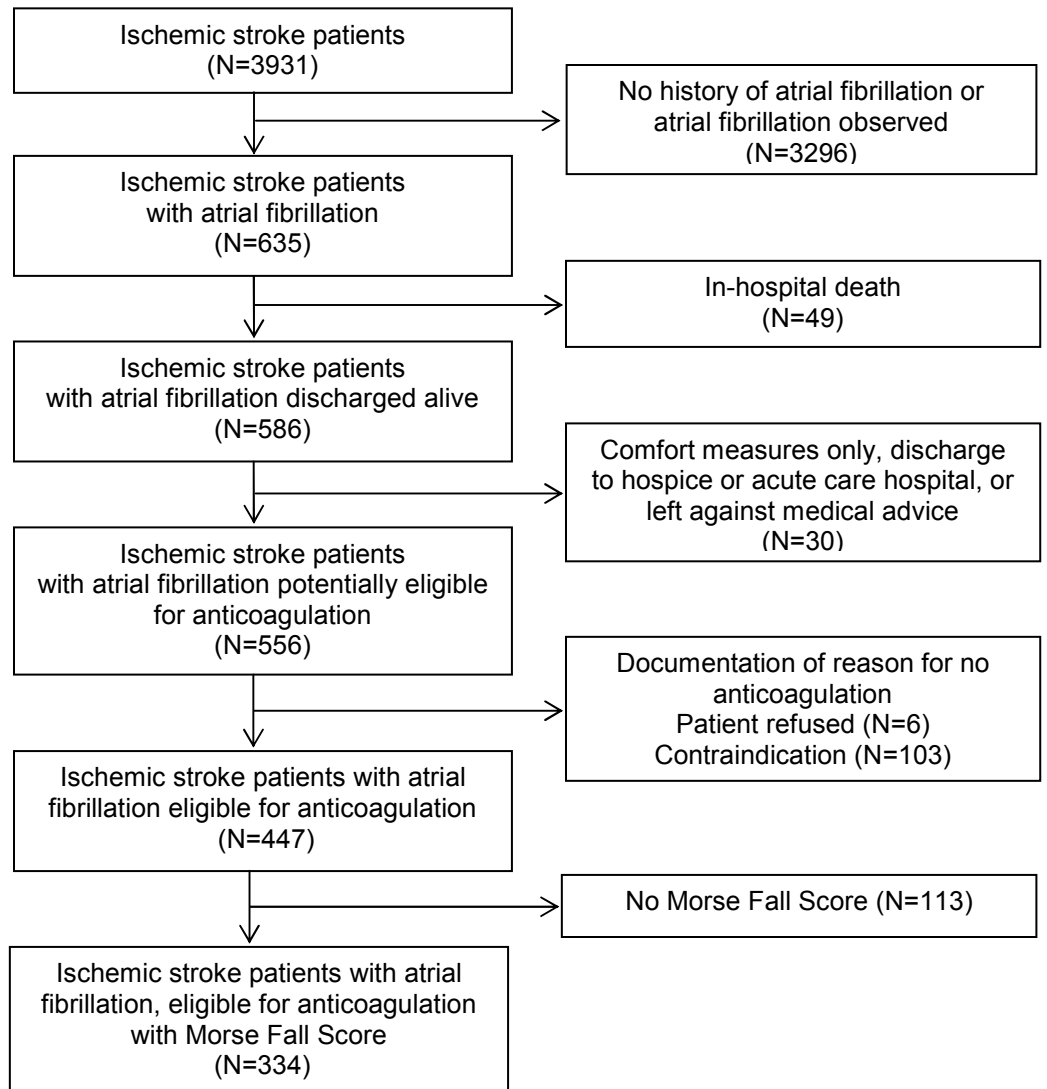 Ischemic stroke patients
(N=3931)
No history of atrial fibrillation or
atrial fibrillation observed
(N=3296)
Ischemic stroke patients
with atrial fibrillation
(N=635)
In-hospital death
(N=49)
Ischemic stroke patients
with atrial fibrillation discharged alive
(N=586)
Comfort measures only, discharge
to hospice or acute care hospital, or
left against medical advice
(N=30)
Ischemic stroke patients
with atrial fibrillation potentially eligible
for anticoagulation
(N=556)
Documentation of reason for no
anticoagulation
Patient refused (N=6)
Contraindication (N=103)
Ischemic stroke patients with atrial
fibrillation eligible for anticoagulation
(N=447)
No Morse Fall Score (N=113)
Ischemic stroke patients with atrial
fibrillation, eligible for anticoagulation
with Morse Fall Score
(N=334)